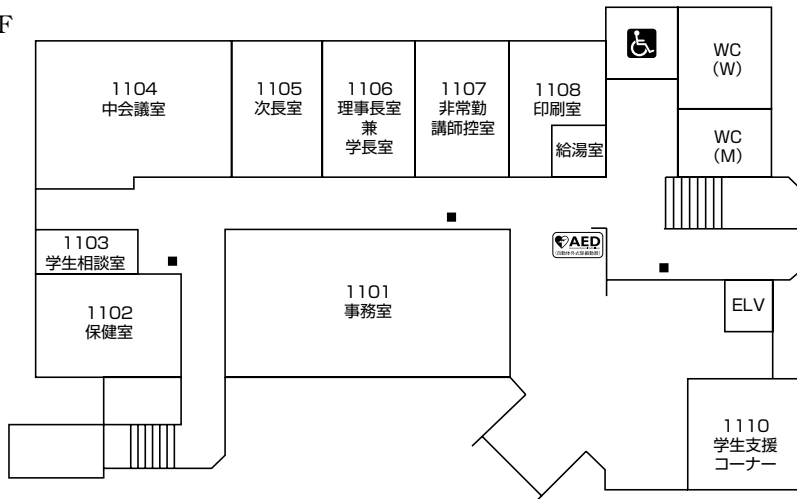 F
1104
中会議室
1105
次長室
1106
理事長室
兼
学長室
1107
非常勤
講師控室
1108
印刷室
給湯室
WC
(W)
WC
(M)
1103
学生相談室
1102
保健室
1101
事務室
AED
ELV
1110
学生支援
コーナー